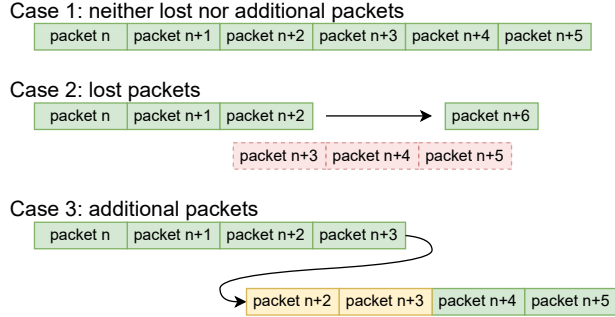 Case 1: neither lost nor additional packets
packet n packet n+1 packet n+2 packet n+3 packet n+4 packet n+5
Case 2: lost packets
packet n packet n+1 packet n+2 packet n+6
packet n+3 packet n+4 packet n+5
Case 3: additional packets
packet n packet n+1 packet n+2 packet n+3
packet n+2 packet n+3 packet n+4 packet n+5